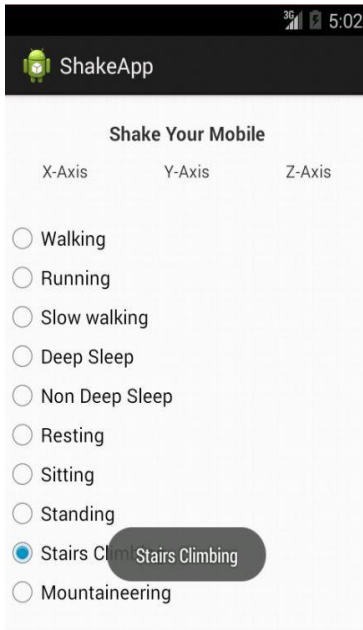 3G 5:02
ShakeApp
Shake Your Mobile
X-Axis Y-Axis Z-Axis
Walking
Running
Slow walking
Deep Sleep
Non Deep Sleep
Resting
Sitting
Standing
Stairs Climbing
Mountaineering